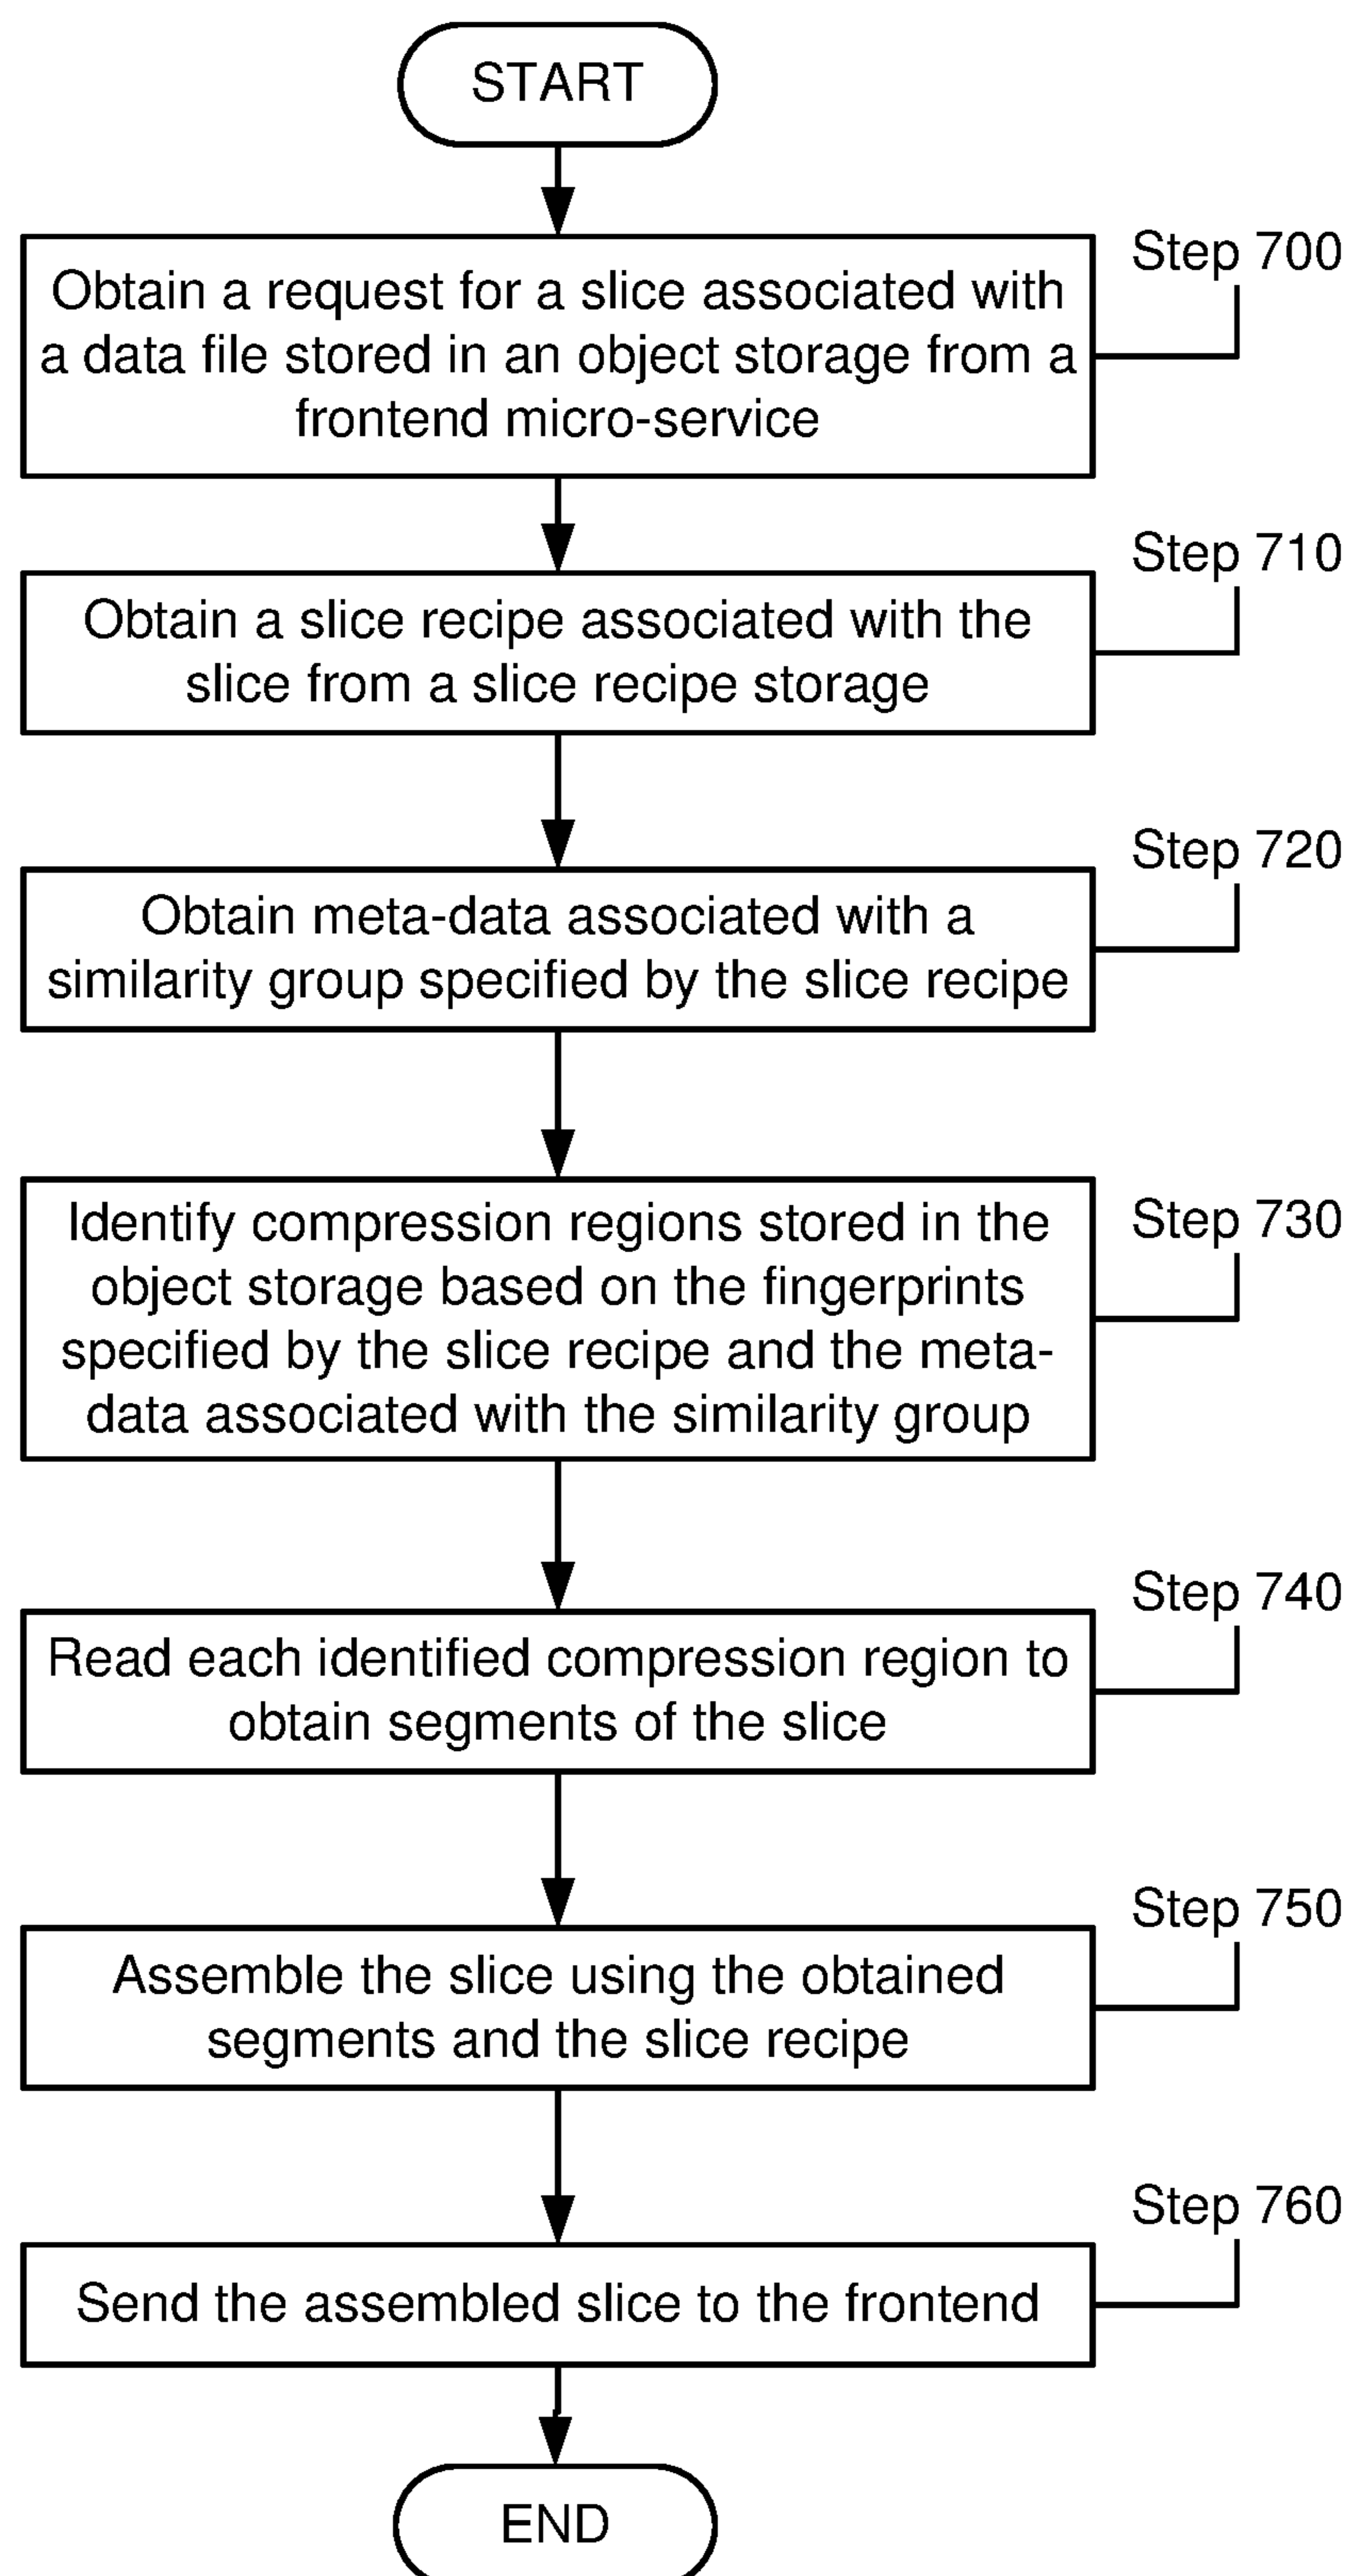 START
Step 700
Obtain a request for a slice associated with
a data file stored in an object storage from a
frontend micro-service
Step 710
Obtain a slice recipe associated with the
slice from a slice recipe storage
Step 720
Obtain meta-data associated with a
similarity group specified by the slice recipe
Step 730
Identify compression regions stored in the
object storage based on the fingerprints
specified by the slice recipe and the meta-
data associated with the similarity group
Step 740
Read each identified compression region to
obtain segments of the slice
Step 750
Assemble the slice using the obtained
segments and the slice recipe
Step 760
Send the assembled slice to the frontend
END